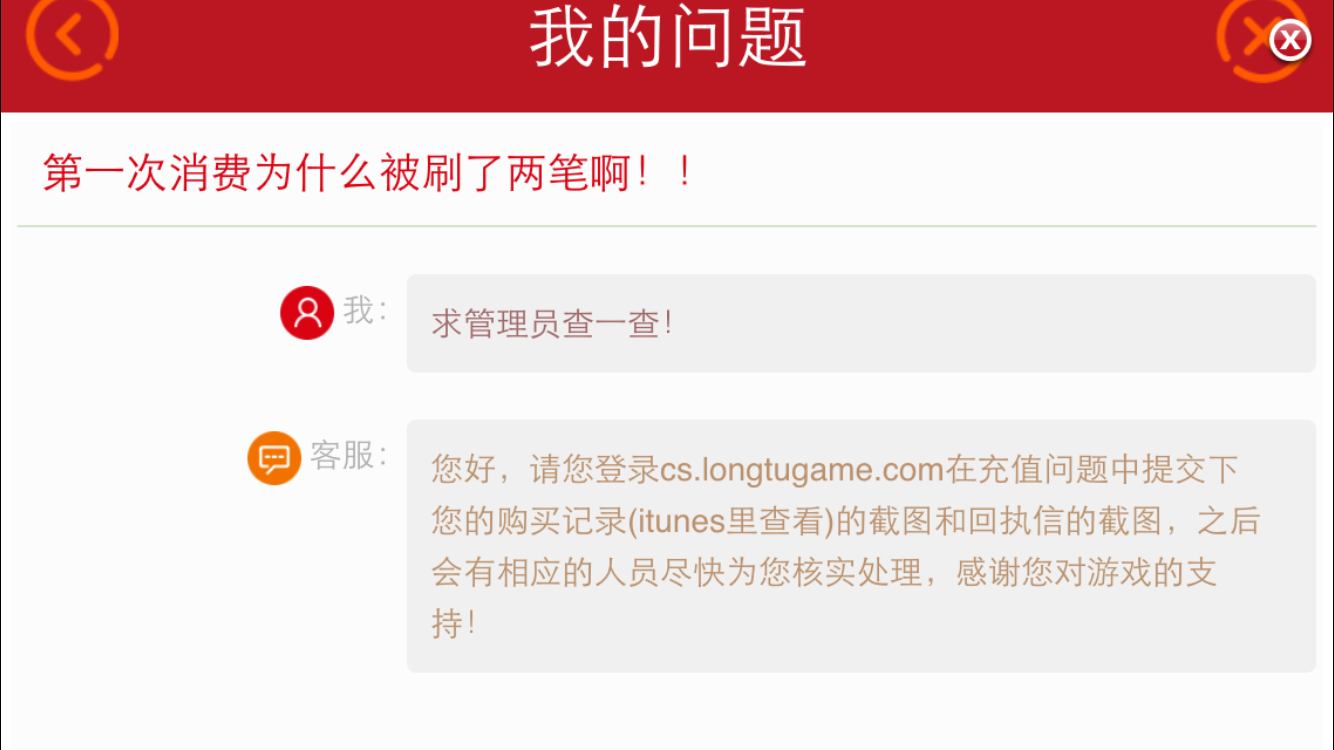 我的问题
第一次消费为什么被刷了两笔啊！！
我：
求管理员查一查！
客服：
您好，请您登录cs.longtugame.com在充值问题中提交下
您的购买记录(itunes里查看)的截图和回执信的截图，之后
会有相应的人员尽快为您核实处理，感谢您对游戏的支
持！